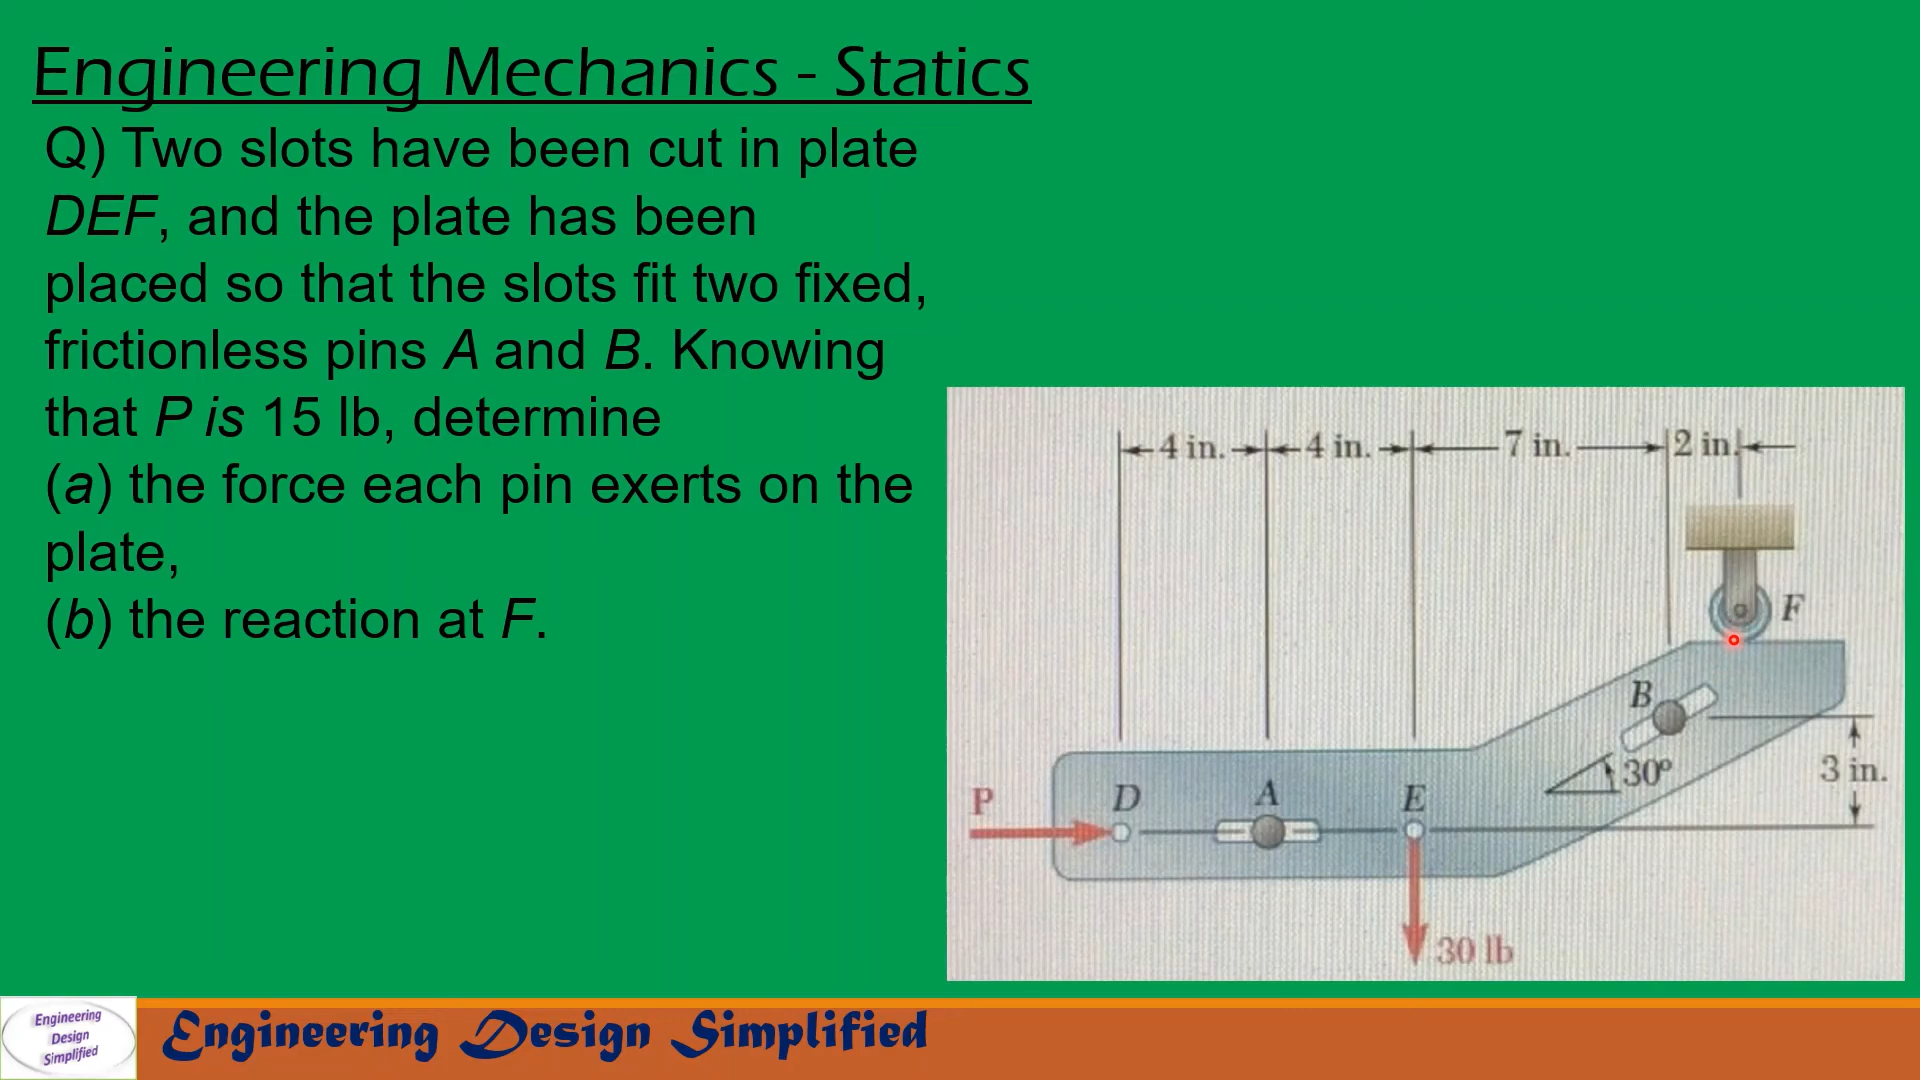 Engineering Mechanics - Statics
Q) Two slots have been cut in plate
DEF, and the plate has been
placed so that the slots fit two fixed,
frictionless pins A and B. Knowing
that P is 15 lb, determine
(a) the force each pin exerts on the
plate,
(b) the reaction at F.
4 in. 4 in. 7 in. 2 in.
F
B
30º
3 in.
P D A E
30 lb
Engineering
Design
Simplified
Engineering Design Simplified